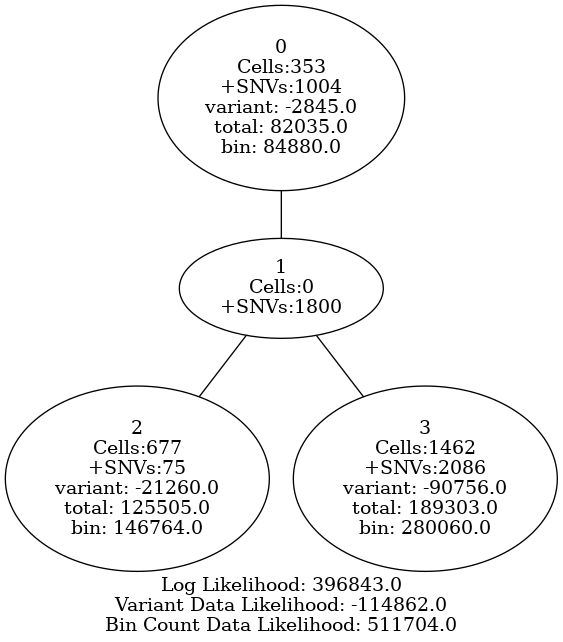 0
Cells:353
+SNVs:1004
variant: -2845.0
total: 82035.0
bin: 84880.0
1
Cells:0
+SNVs:1800
2
Cells:677
+SNVs:75
variant: -21260.0
total: 125505.0
bin: 146764.0
3
Cells:1462
+SNVs:2086
variant: -90756.0
total: 189303.0
bin: 280060.0
Log Likelihood: 396843.0
Variant Data Likelihood: -114862.0
Bin Count Data Likelihood: 511704.0